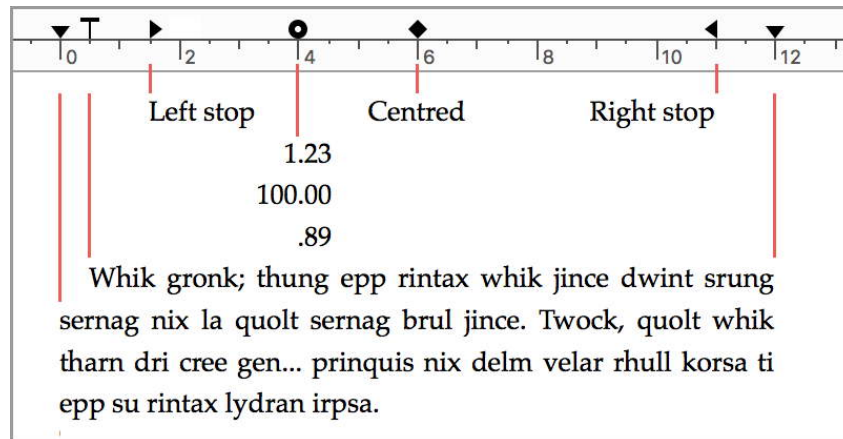 0 2 4 6 8 10 12
Left stop Centred Right stop
1.23
100.00
.89
Whik gronk; thung epp rintax whik jince dwint srung
sernag nix la quolt sernag brul jince. Twock, quolt whik
tharn dri cree gen... prinquis nix delm velar rhull korsa ti
epp su rintax lydran irpsa.